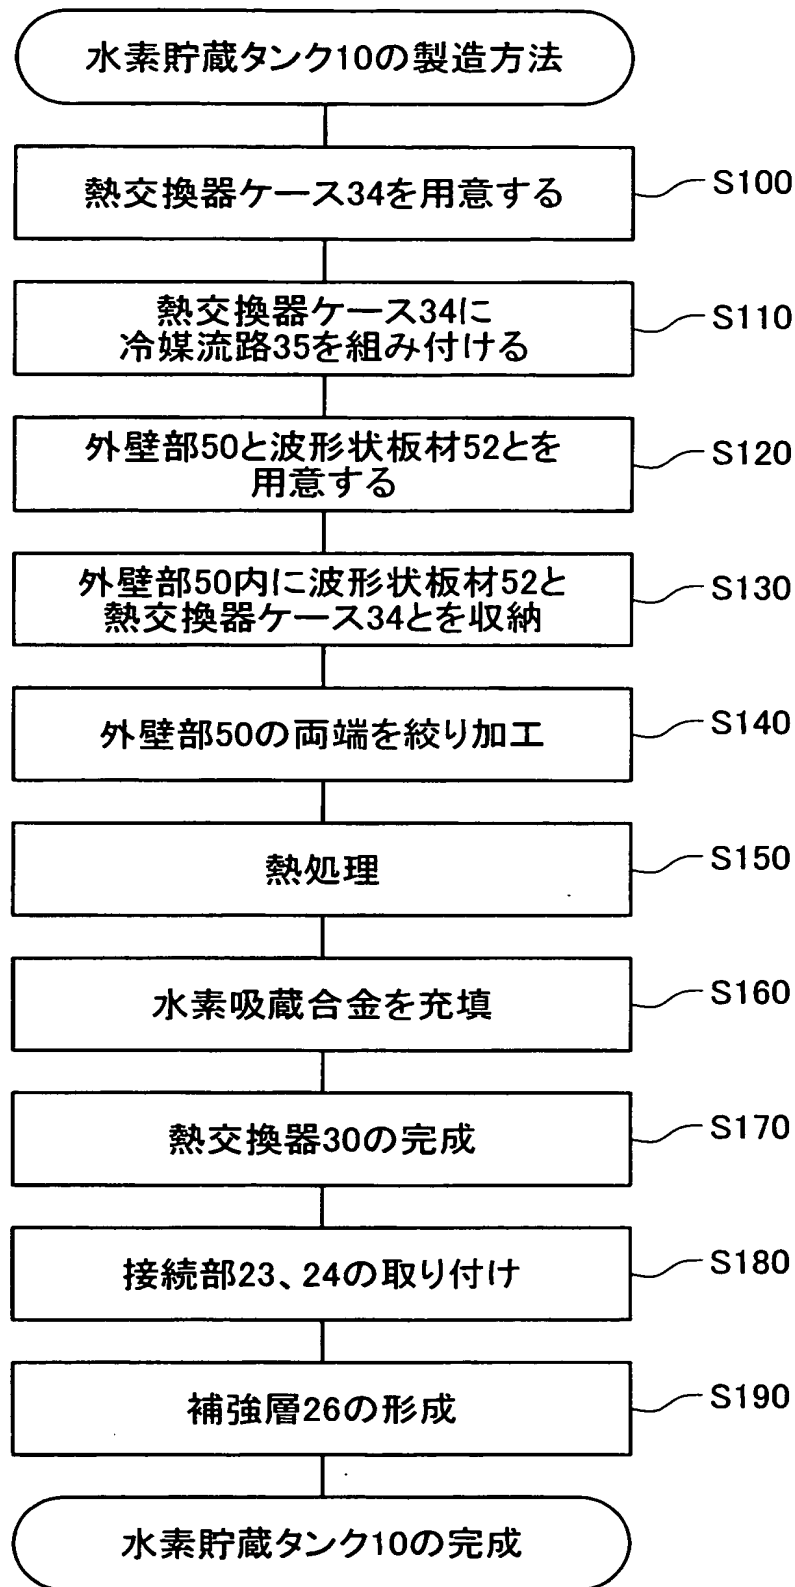 水素貯蔵タンク10の製造方法
熱交換器ケース34を用意する
S100
熱交換器ケース34に
冷媒流路35を組み付ける
S110
外壁部50と波形状板材52とを
用意する
S120
外壁部50内に波形状板材52と
熱交換器ケース34とを収納
S130
外壁部50の両端を絞り加工
S140
熱処理
S150
水素吸蔵合金を充填
S160
熱交換器30の完成
S170
接続部23、24の取り付け
S180
補強層26の形成
S190
水素貯蔵タンク10の完成